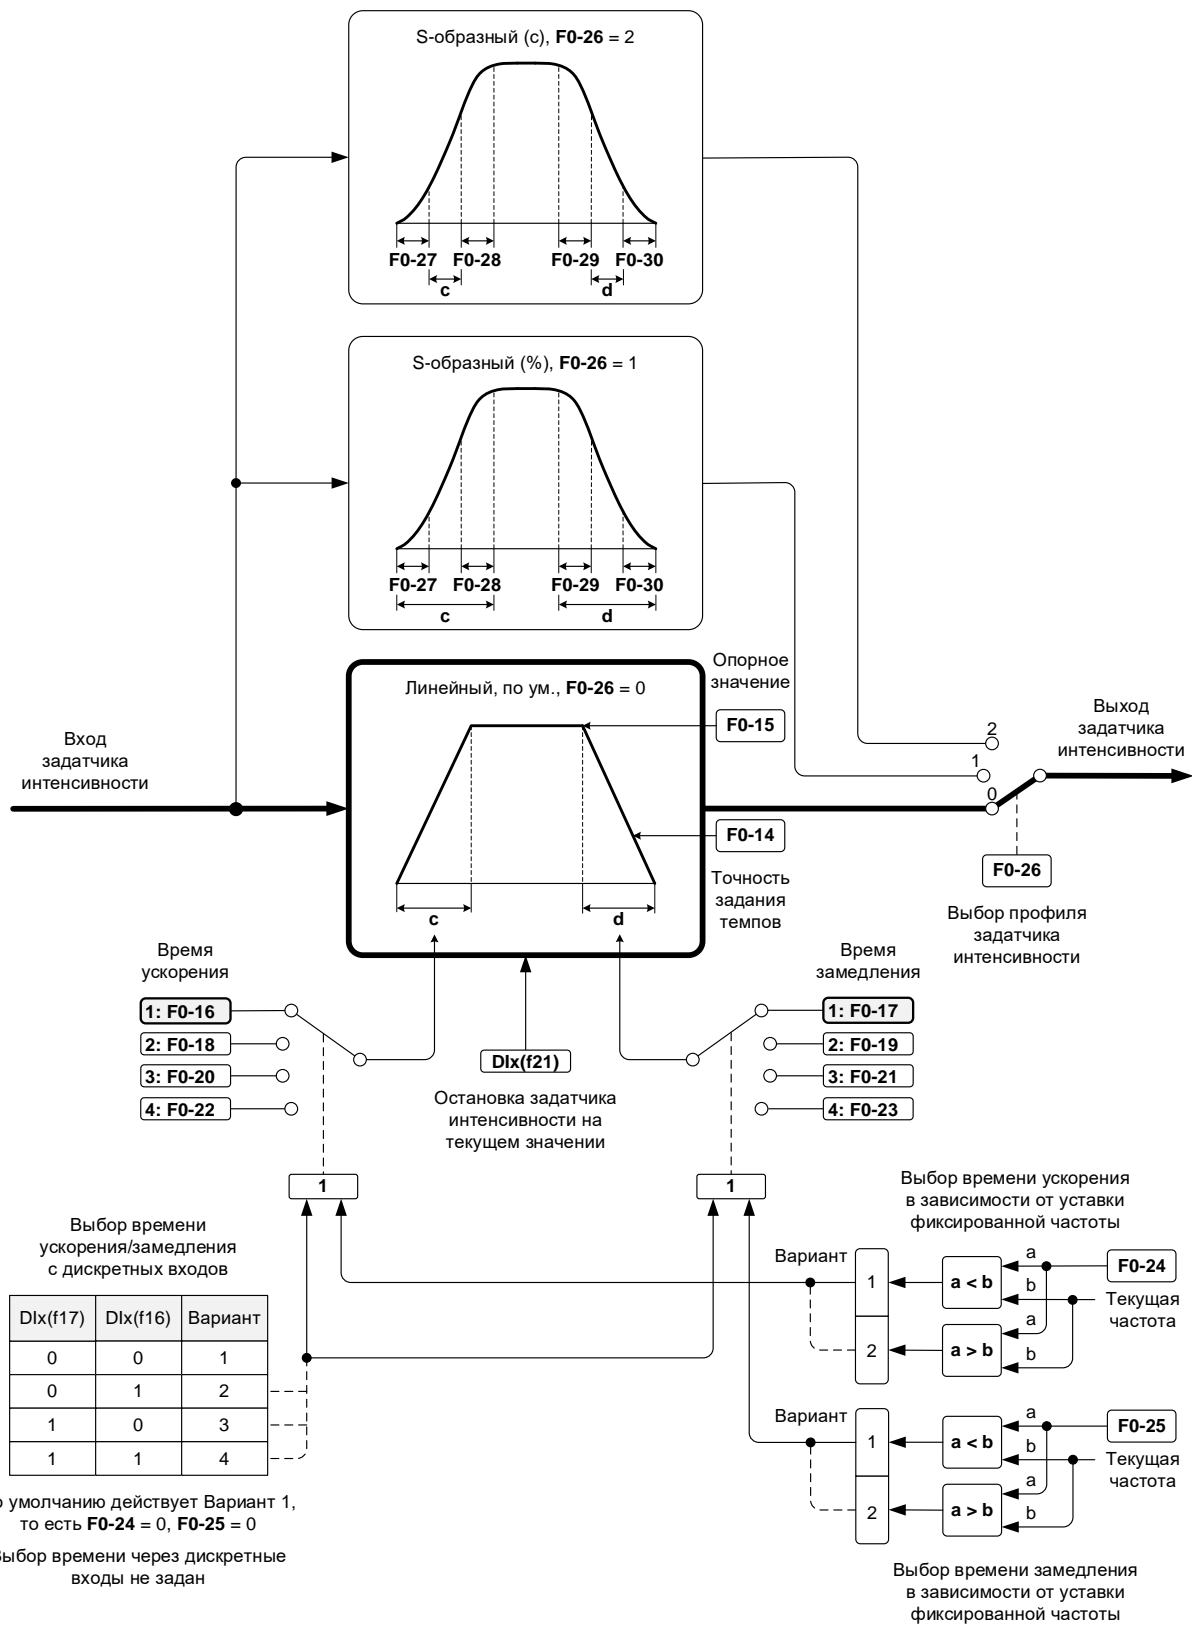 S-образный (с), F0-26 = 2
F0-27 F0-28 F0-29 F0-30
c d
S-образный (%), F0-26 = 1
F0-27 F0-28 F0-29 F0-30
c d
Линейный, по ум., F0-26 = 0
Опорное
значение
F0-15
F0-14
Точность
задания
темпов
c d
Вход
задатчика
интенсивности
Выход
задатчика
интенсивности
2
1
0
F0-26
Выбор профиля
задатчика
интенсивности
Время
ускорения
1: F0-16
2: F0-18
3: F0-20
4: F0-22
DIx(f21)
Остановка задатчика
интенсивности на
текущем значении
Время
замедления
1: F0-17
2: F0-19
3: F0-21
4: F0-23
1
1
Выбор времени
ускорения/замедления
с дискретных входов
DIx(f17) DIx(f16) Вариант
0 0 1
0 1 2
1 0 3
1 1 4
умолчанию действует Вариант 1,
то есть F0-24 = 0, F0-25 = 0
времени через дискретные
входы не задан
Выбор времени ускорения
в зависимости от уставки
фиксированной частоты
Вариант
1
2
a < b
a > b
a
b
a
b
F0-24
Текущая
частота
Вариант
1
2
a < b
a > b
a
b
a
b
F0-25
Текущая
частота
Выбор времени замедления
в зависимости от уставки
фиксированной частоты